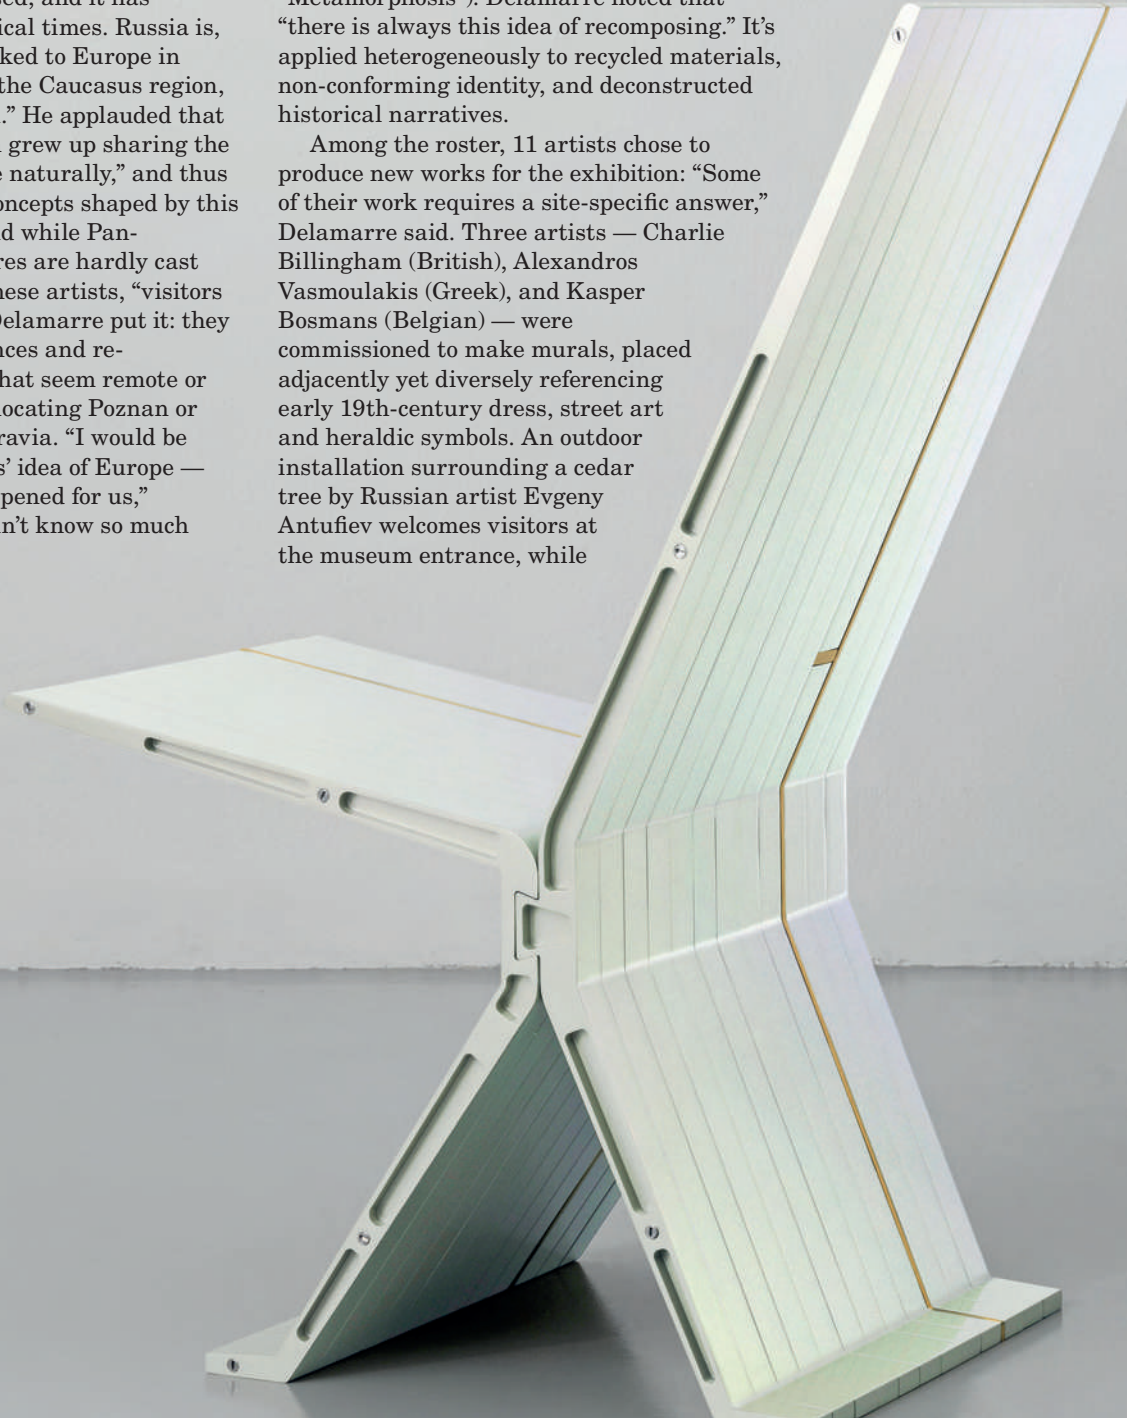 ical times. Russia is,
ked to Europe in
the Caucasus region,
.” He applauded that
grew up sharing the
e naturally,” and thus
oncepts shaped by this
d while Pan-
res are hardly cast
hese artists, “visitors
Delamarre put it: they
nces and re-
hat seem remote or
locating Poznan or
ravia. “I would be
s’ idea of Europe —
pened for us,”
n’t know so much
“Metamorphosis”). Delamarre noted that
“there is always this idea of recomposing.” It’s
applied heterogeneously to recycled materials,
non-conforming identity, and deconstructed
historical narratives.
Among the roster, 11 artists chose to
produce new works for the exhibition: “Some
of their work requires a site-specific answer,”
Delamarre said. Three artists — Charlie
Billingham (British), Alexandros
Vasmoulakis (Greek), and Kasper
Bosmans (Belgian) — were
commissioned to make murals, placed
adjacently yet diversely referencing
early 19th-century dress, street art
and heraldic symbols. An outdoor
installation surrounding a cedar
tree by Russian artist Evgeny
Antufiev welcomes visitors at
the museum entrance, while